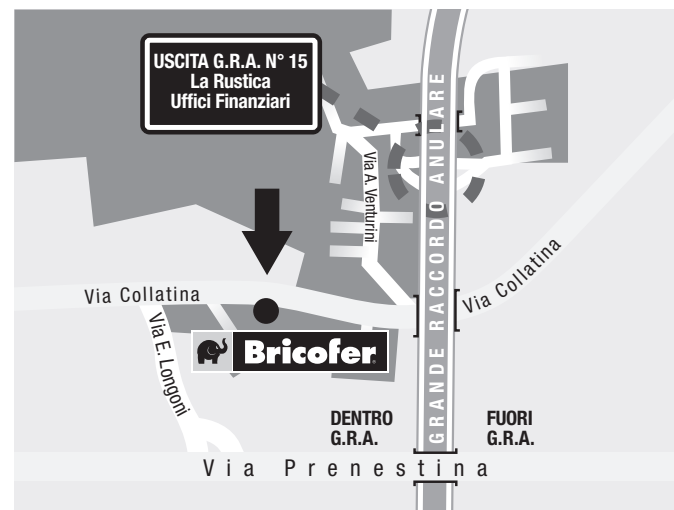 USCITA G.R.A. N° 15
La Rustica
Uffici Finanziari
GRANDE RACCORDO ANULARE
Via A. Venturini
Via Collatina
Via Collatina
Via E. Longoni
Bricofer
DENTRO
G.R.A.
FUORI
G.R.A.
Via Prenestina